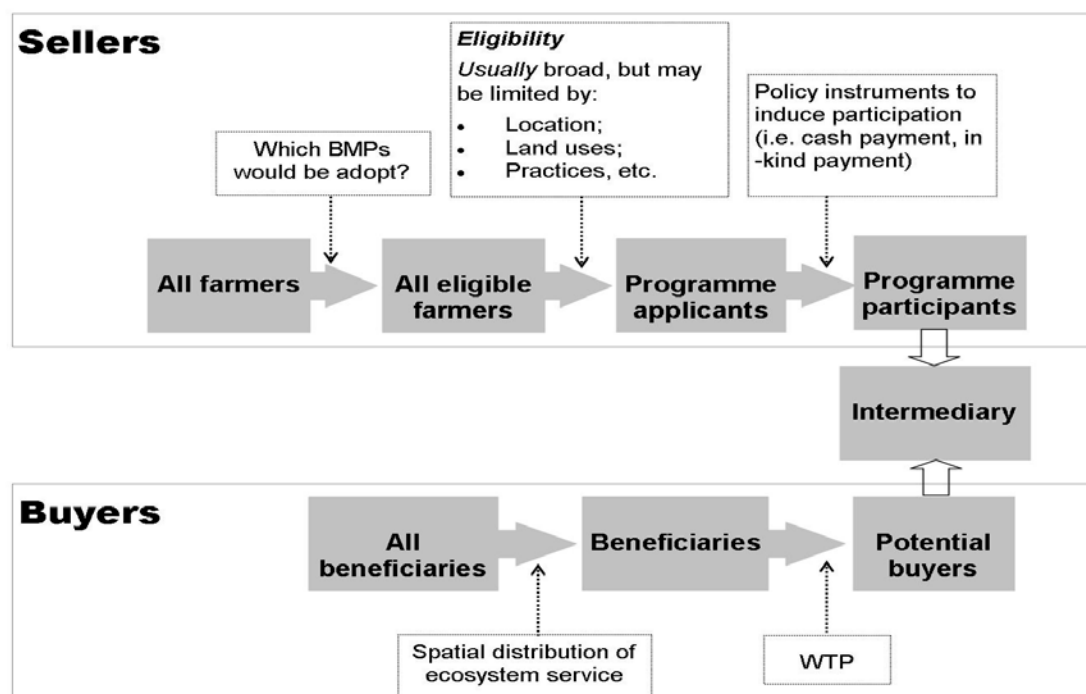 Sellers
Eligibility
Usually broad, but may
be limited by:
• Location;
• Land uses;
• Practices, etc.
Policy instruments to
induce participation
(i.e. cash payment, in
-kind payment)
Which BMPs
would be adopt?
All farmers
All eligible
farmers
Programme
applicants
Programme
participants
Intermediary
Buyers
All
beneficiaries
Beneficiaries
Potential
buyers
Spatial distribution of
ecosystem service
WTP